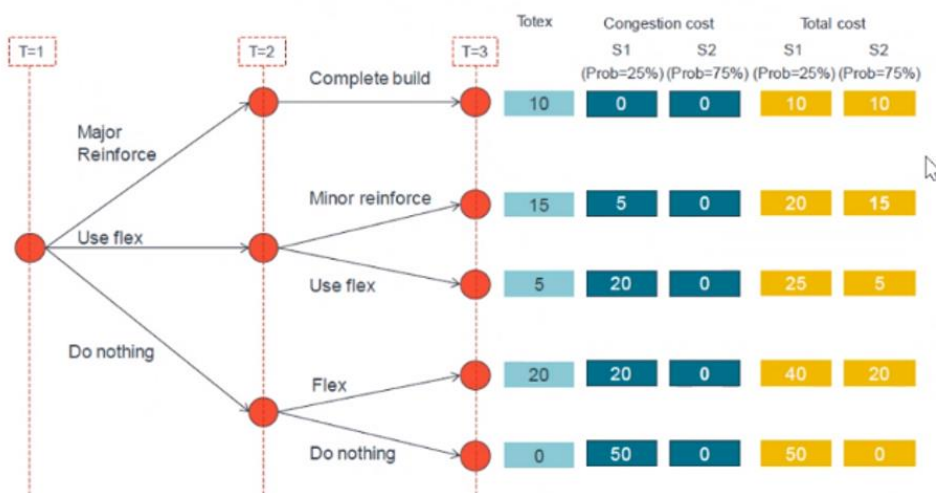 Totex Congestion cost Total cost
T=1 T=2 T=3 S1 S2 S1 S2
(Prob=25%) (Prob=75%) (Prob=25%) (Prob=75%)
Complete build 10 0 0 10 10
Major
Reinforce
Minor reinforce 15 5 0 20 15
Use flex
Use flex 5 20 0 25 5
Do nothing
Flex 20 20 0 40 20
Do nothing 0 50 0 50 0